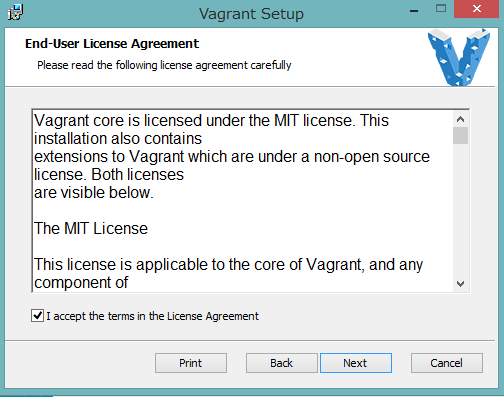 Vagrant Setup
End-User License Agreement
Please read the following license agreement carefully
Vagrant core is licensed under the MIT license. This
installation also contains
extensions to Vagrant which are under a non-open source
license. Both licenses
are visible below.
The MIT License
This license is applicable to the core of Vagrant, and any
component of
I accept the terms in the License Agreement
Print
Back
Next
Cancel